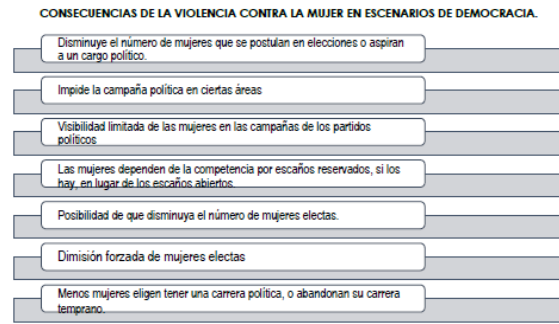 CONSECUENCIAS DE LA VIOLENCIA CONTRA LA MUJER EN ESCENARIOS DE DEMOCRACIA.
Disminuye el número de mujeres que se postulan en elecciones o aspiran
a un cargo político.
Impide la campaña política en ciertas áreas
Visibilidad limitada de las mujeres en las campañas de los partidos
políticos
Las mujeres dependen de la competencia por escaños reservados, si los
hay, en lugar de los escaños abiertos.
Posibilidad de que disminuya el número de mujeres electas.
Dimisión forzada de mujeres electas
Menos mujeres eligen tener una carrera política, o abandonan su carrera
temprano.